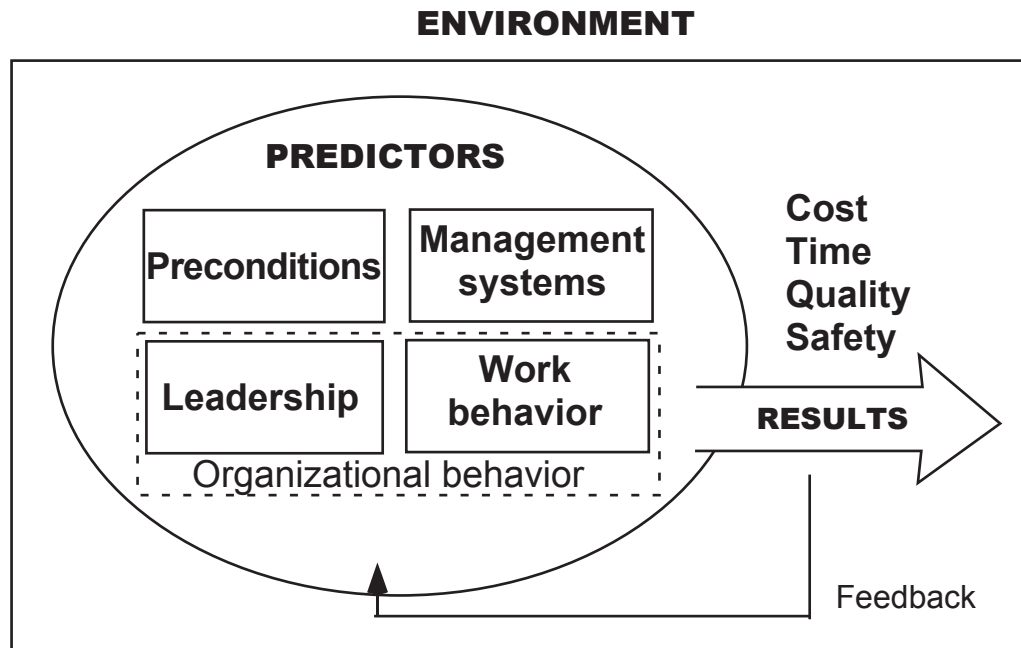 ENVIRONMENT
PREDICTORS
Preconditions
Management
systems
Leadership
Work
behavior
Organizational behavior
Cost
Time
Quality
Safety
RESULTS
Feedback